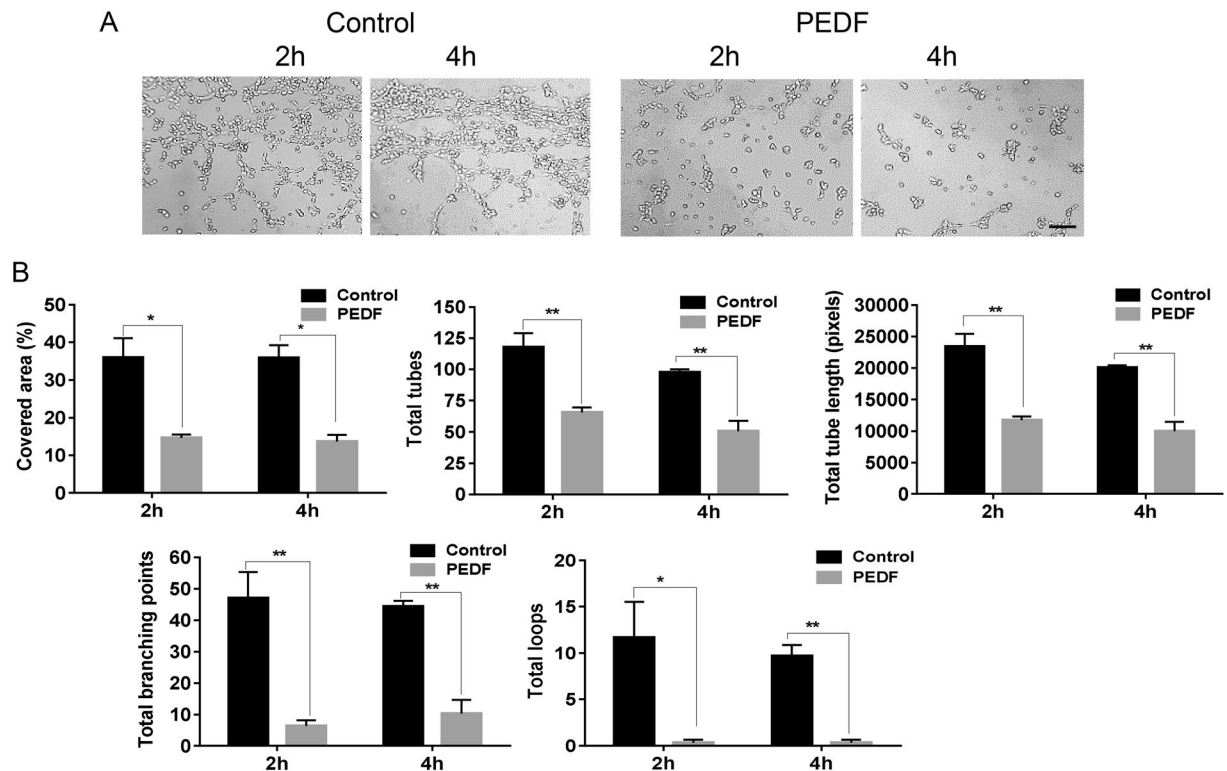 A
Control
PEDF
2h
4h
2h
4h
B
Covered area (%)
50
40
30
20
10
0
Control
PEDF
*
*
2h
4h
Total tubes
150
125
100
75
50
25
0
Control
PEDF
**
**
2h
4h
Total tube length (pixels)
30000
25000
20000
15000
10000
5000
0
Control
PEDF
**
**
2h
4h
Total branching points
60
50
40
30
20
10
0
Control
PEDF
**
**
2h
4h
Total loops
20
15
10
5
0
Control
PEDF
*
**
2h
4h